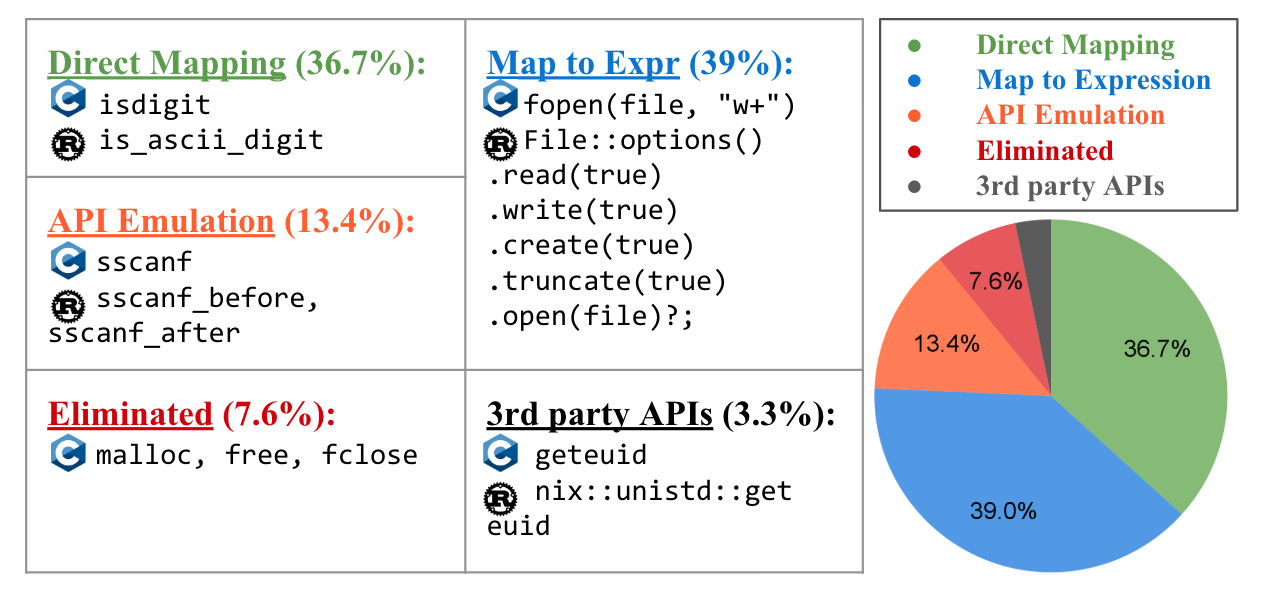 Direct Mapping (36.7%):
isdigit
is_ascii_digit
API Emulation (13.4%):
sscanf
sscanf_before,
sscanf_after
Eliminated (7.6%):
malloc, free, fclose
Map to Expr (39%):
fopen(file, "w+")
File::options()
.read(true)
.write(true)
.create(true)
.truncate(true)
.open(file)?;
3rd party APIs (3.3%):
geteuid
nix::unistd::get
euid
Direct Mapping
Map to Expression
API Emulation
Eliminated
3rd party APIs
7.6%
13.4%
36.7%
39.0%